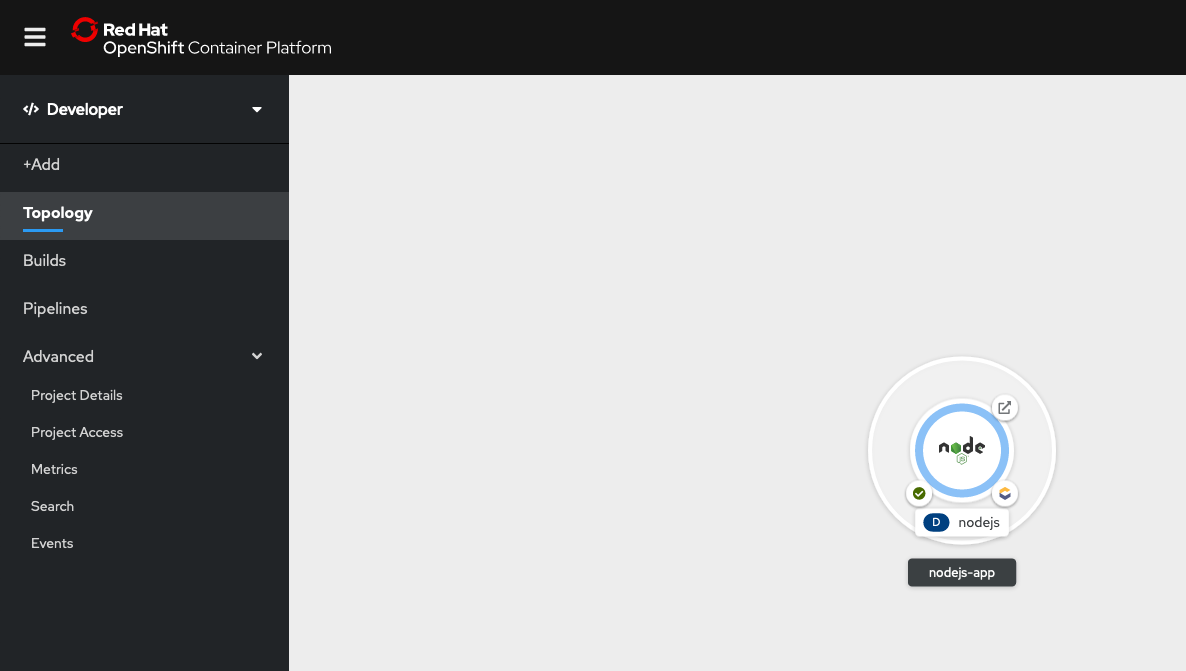 Red Hat
OpenShift Container Platform
Developer
+Add
Topology
Builds
Pipelines
Advanced
Project Details
Project Access
Metrics
Search
Events
node
JS
D nodejs
nodejs-app